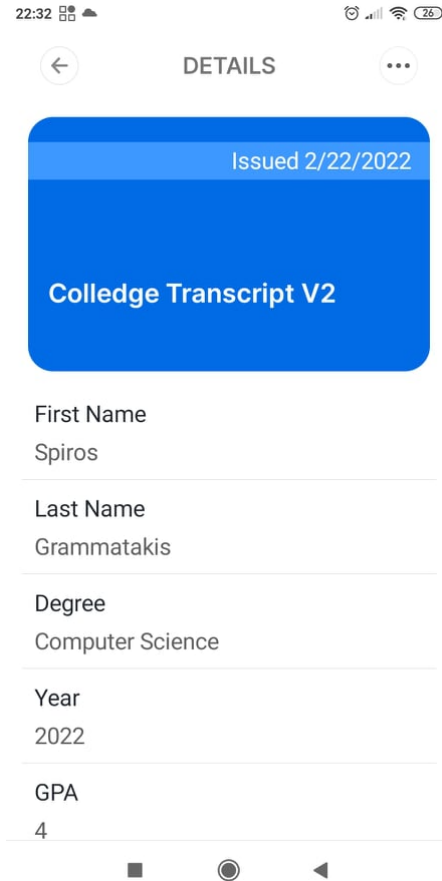 22:32
26
DETAILS
Issued 2/22/2022
Colledge Transcript V2
First Name
Spiros
Last Name
Grammatakis
Degree
Computer Science
Year
2022
GPA
4